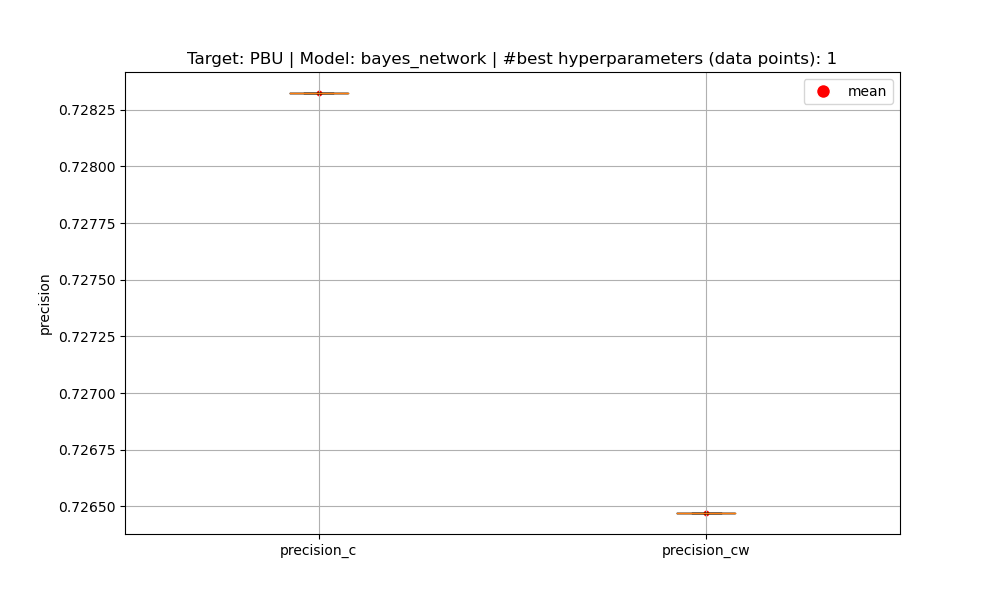 Target: PBU | Model: bayes_network | #best hyperparameters (data points): 1
mean
0.72825
0.72800
0.72775
0.72750
0.72725
0.72700
0.72675
0.72650
precision
precision_c
precision_cw